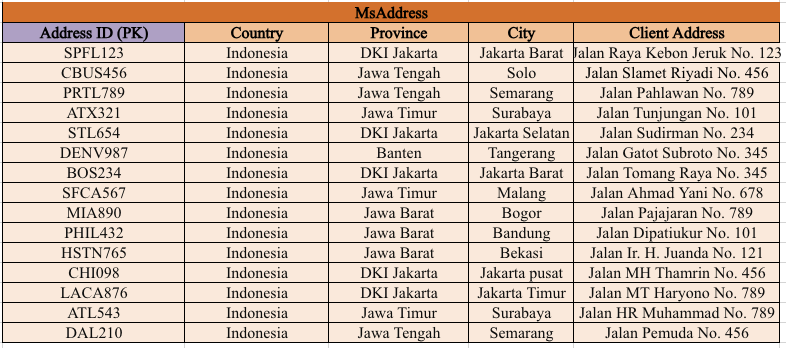 MsAddress
Address ID (PK) Country Province City Client Address
SPFL123 Indonesia DKI Jakarta Jakarta Barat Jalan Raya Kebon Jeruk No. 123
CBUS456 Indonesia Jawa Tengah Solo Jalan Slamet Riyadi No. 456
PRTL789 Indonesia Jawa Tengah Semarang Jalan Pahlawan No. 789
ATX321 Indonesia Jawa Timur Surabaya Jalan Tunjungan No. 101
STL654 Indonesia DKI Jakarta Jakarta Selatan Jalan Sudirman No. 234
DENV987 Indonesia Banten Tangerang Jalan Gatot Subroto No. 345
BOS234 Indonesia DKI Jakarta Jakarta Barat Jalan Tomang Raya No. 345
SFCA567 Indonesia Jawa Timur Malang Jalan Ahmad Yani No. 678
MIA890 Indonesia Jawa Barat Bogor Jalan Pajajaran No. 789
PHIL432 Indonesia Jawa Barat Bandung Jalan Dipatiukur No. 101
HSTN765 Indonesia Jawa Barat Bekasi Jalan Ir. H. Juanda No. 121
CHI098 Indonesia DKI Jakarta Jakarta pusat Jalan MH Thamrin No. 456
LACA876 Indonesia DKI Jakarta Jakarta Timur Jalan MT Haryono No. 789
ATL543 Indonesia Jawa Timur Surabaya Jalan HR Muhammad No. 789
DAL210 Indonesia Jawa Tengah Semarang Jalan Pemuda No. 456